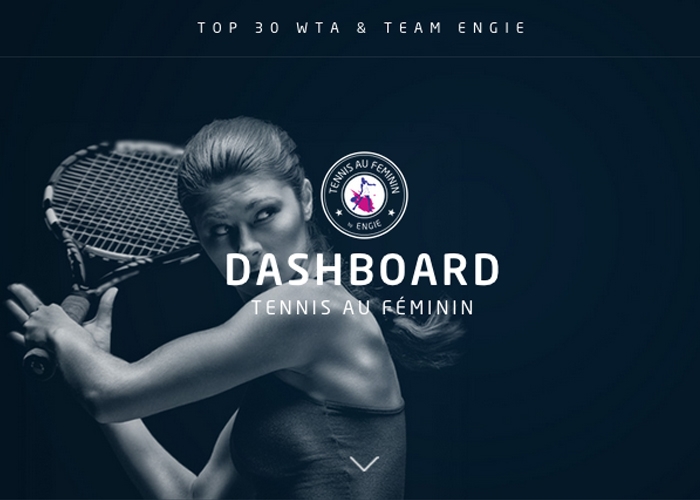 TOP 30 WTA & TEAM ENGIE
TENNIS AU FEMININ
by ENGIE
DASHBOARD
TENNIS AU FÉMININ